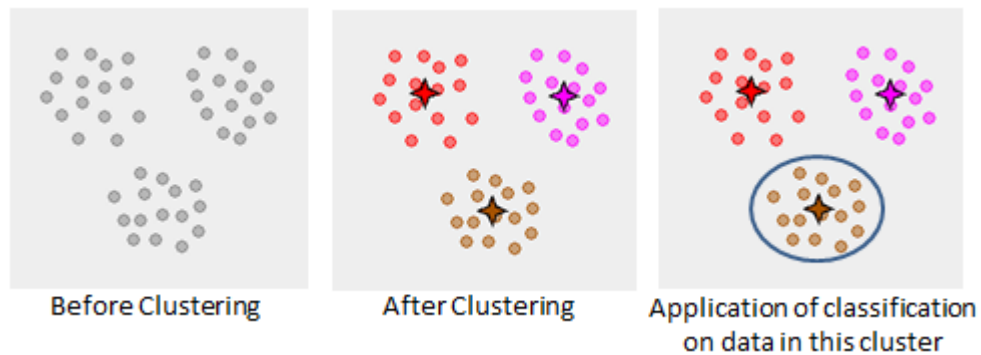 Before Clustering
After Clustering
Application of classification
on data in this cluster